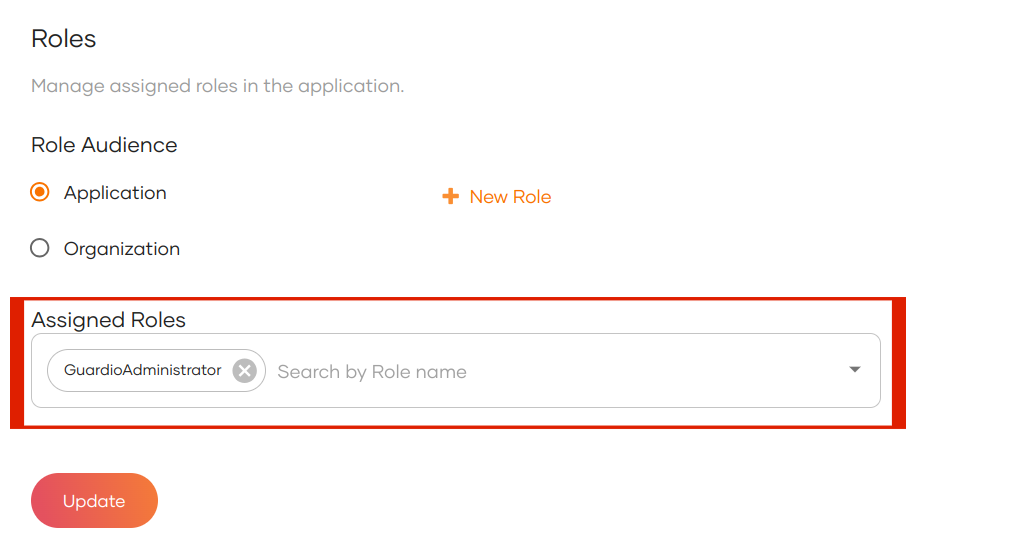 Roles
Manage assigned roles in the application.
Role Audience
Application
New Role
Organization
Assigned Roles
GuardioAdministrator
Search by Role name
Update